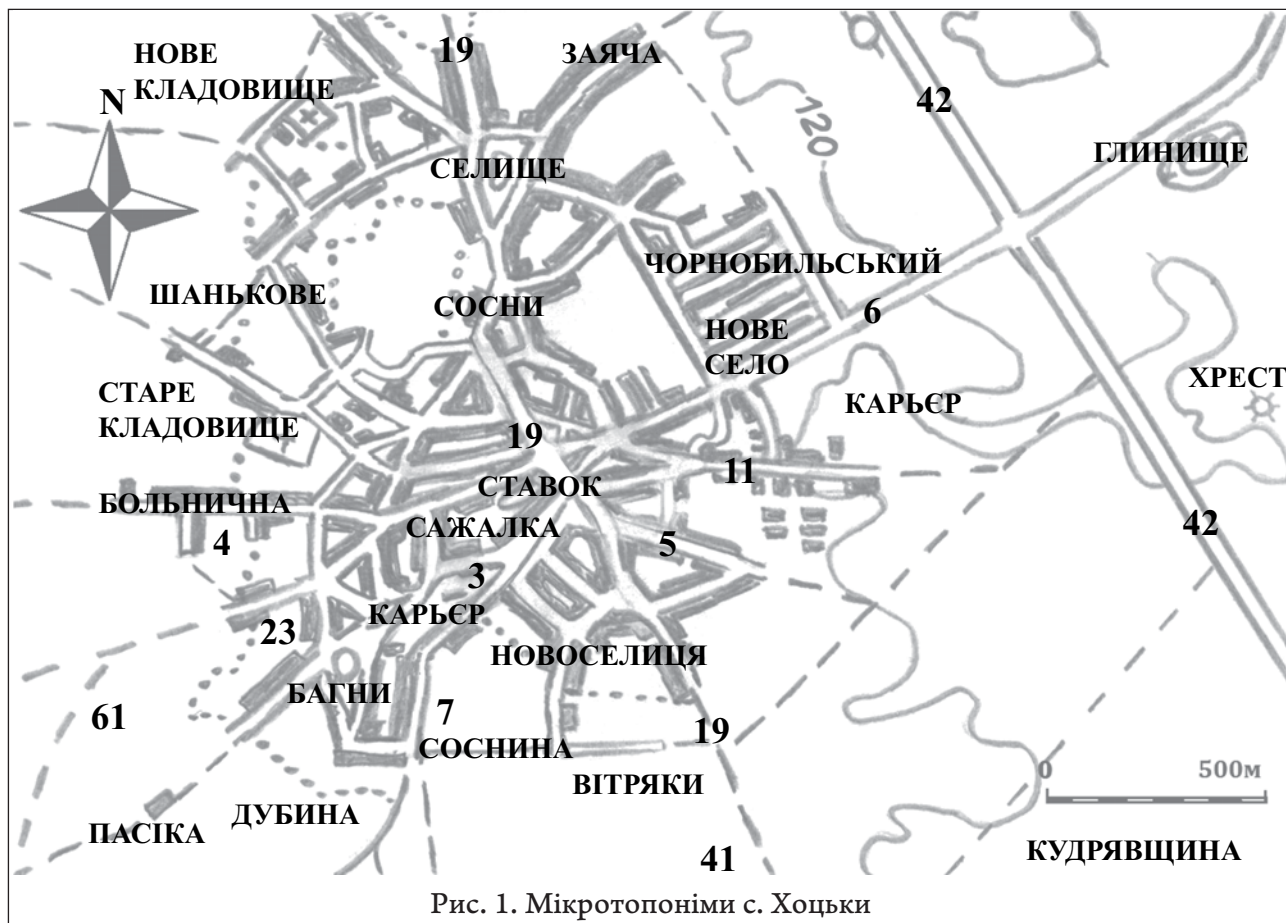 НОВЕ
КЛАДОВИЩЕ
19
ЗАЯЧА
42
N
120
ГЛИНИЩЕ
СЕЛИЩЕ
ЧОРНОБИЛЬСЬКИЙ
ШАНЬКОВЕ
СОСНИ
6
НОВЕ
СЕЛО
ХРЕСТ
СТАРЕ
КЛАДОВИЩЕ
КАРЬЄР
19
11
СТАВОК
БОЛЬНИЧНА
САЖАЛКА
42
4
5
3
КАРЬЄР
23
НОВОСЕЛИЦЯ
БАГНИ
61
7
19
СОСНИНА
ВІТРЯКИ
0
500м
ДУБИНА
ПАСІКА
41
КУДРЯВЩИНА
Рис. 1. Мікротопоніми с. Хоцьки